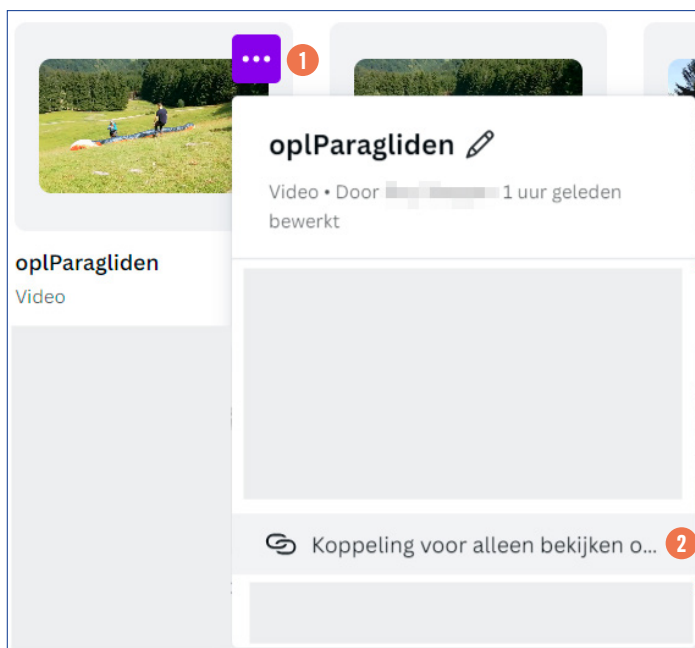 1
oplParagliden
Video • Door 1 uur geleden
bewerkt
oplParagliden
Video
Koppeling voor alleen bekijken o... 2